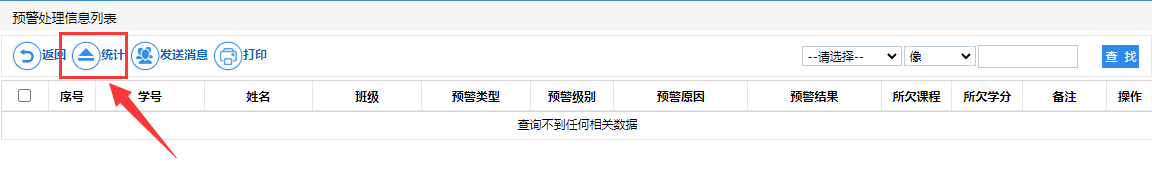 预警处理信息列表
返回 统计 发送消息 打印 --请选择-- 像 查 找
序号 学号 姓名 班级 预警类型 预警级别 预警原因 预警结果 所欠课程 所欠学分 备注 操作
查询不到任何相关数据